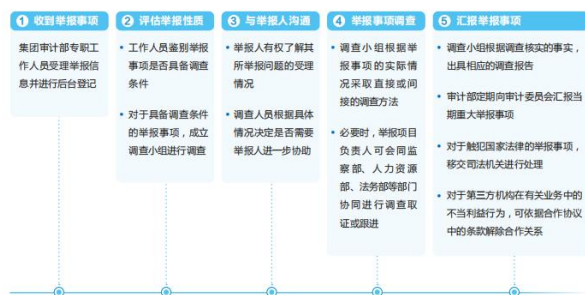 1 收到举报事项
集团审计部专职工
作人员受理举报信
息并进行后台登记
2 评估举报性质
• 工作人员鉴别举报
事项是否具备调查
条件
• 对于具备调查条件
的举报事项，成立
调查小组进行调查
3 与举报人沟通
• 举报人有权了解其
所举报问题的受理
情况
• 调查人员根据具体
情况决定是否需要
举报人进一步协助
4 举报事项调查
• 调查小组根据举
报事项的实际情
况采取直接或间
接的调查方法
• 必要时，举报项目
负责人可会同监
察部、人力资源
部、法务部等部门
协同进行调查取
证或跟进
5 汇报举报事项
• 调查小组根据调查核实的事实，
出具相应的调查报告
• 审计部定期向审计委员会汇报当
期重大举报事项
• 对于触犯国家法律的举报事项，
移交司法机关进行处理
• 对于第三方机构在有关业务中的
不当利益行为，可依据合作协议
中的条款解除合作关系